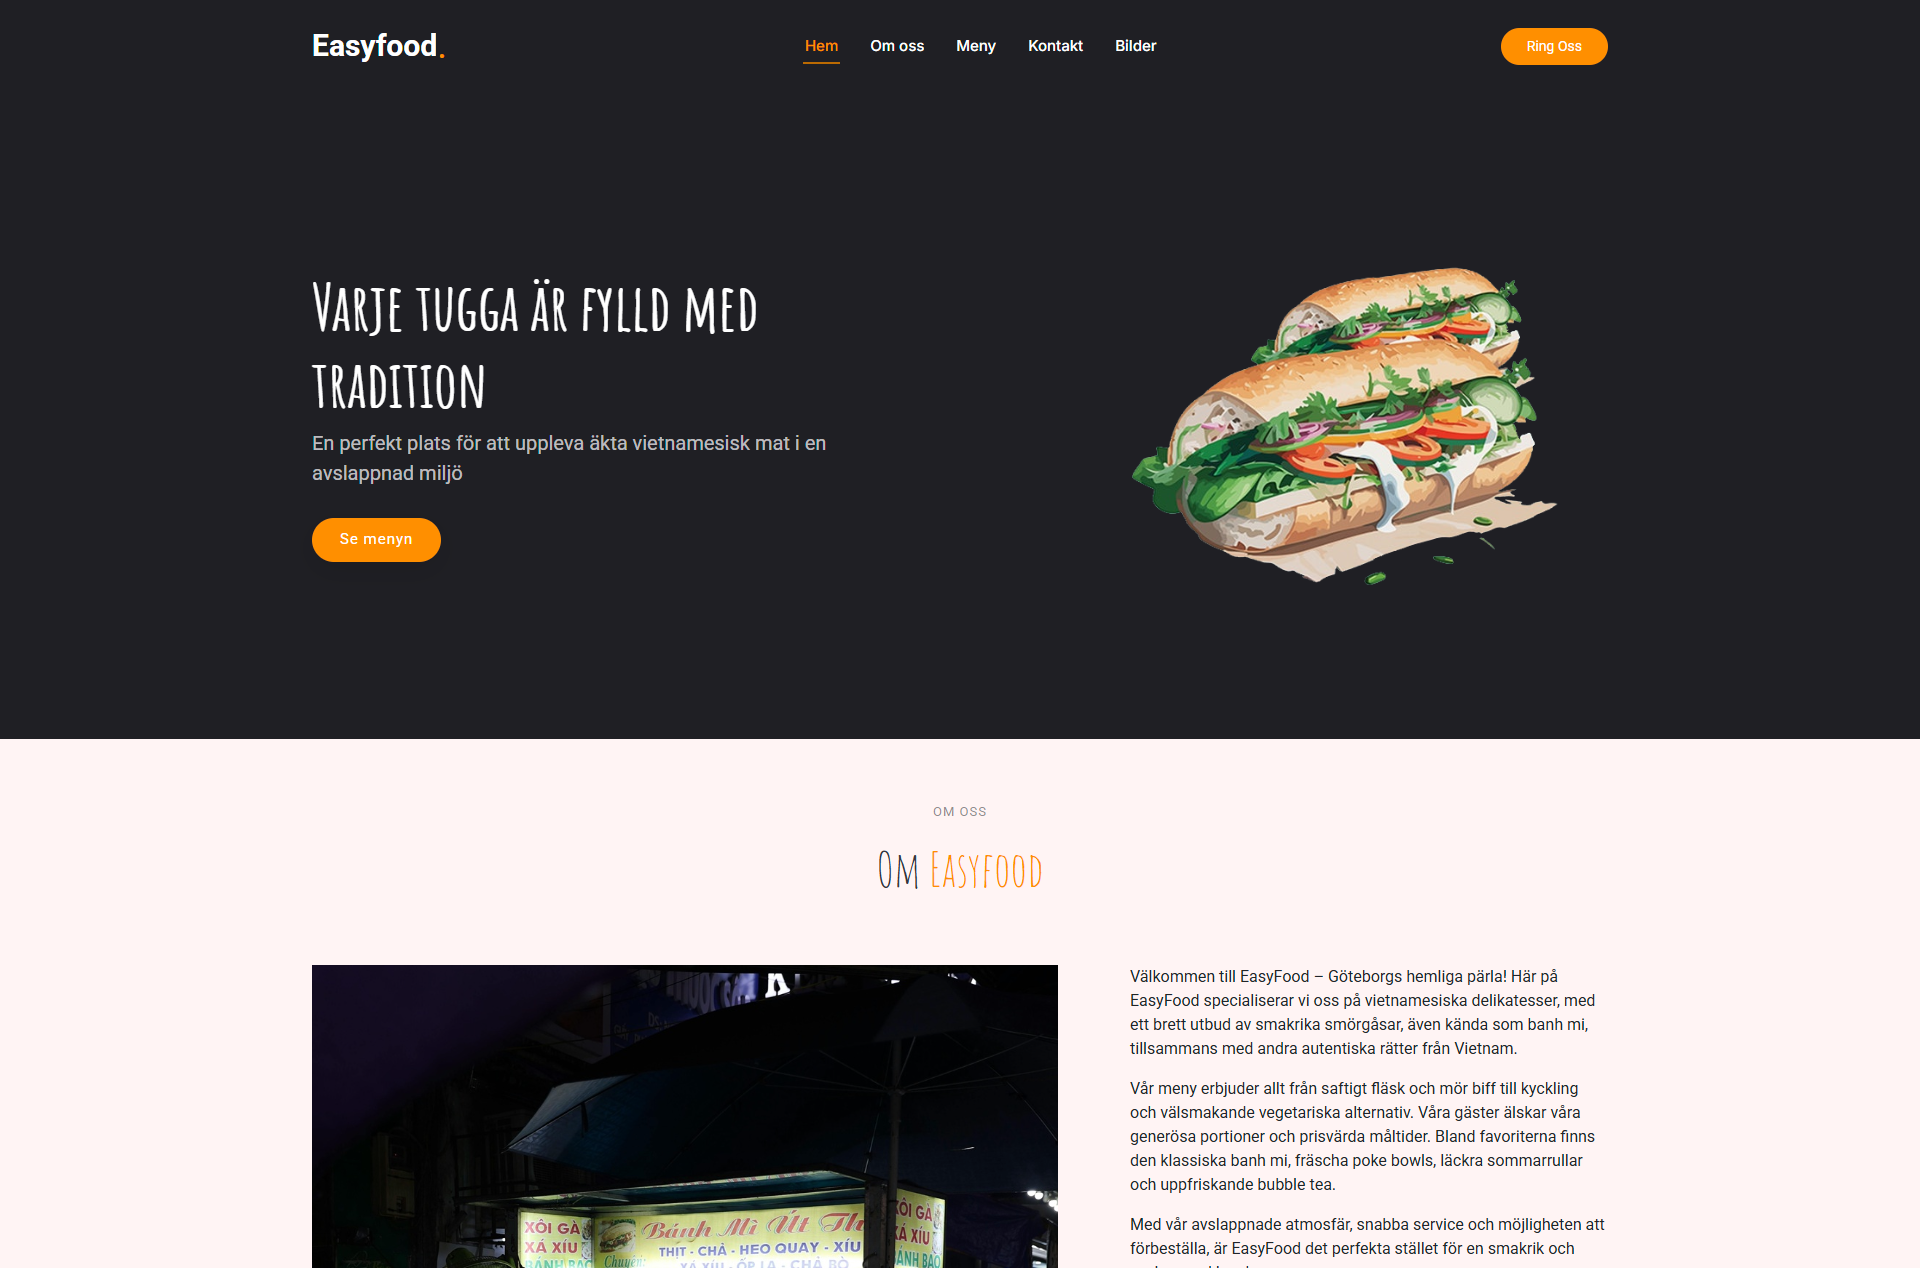 Easyfood.
Hem Om oss Meny Kontakt Bilder
Ring Oss
Varje tugga är fylld med
tradition
En perfekt plats för att uppleva äkta vietnamesisk mat i en
avslappnad miljö
Se menyn
OM OSS
Om Easyfood
Välkommen till EasyFood – Göteborgs hemliga pärla! Här på
EasyFood specialiserar vi oss på vietnamesiska delikatesser, med
ett brett utbud av smakrika smörgåsar, även kända som banh mi,
tillsammans med andra autentiska rätter från Vietnam.
Vår meny erbjuder allt från saftigt fläsk och mör biff till kyckling
och välsmakande vegetariska alternativ. Våra gäster älskar våra
generösa portioner och prisvärda måltider. Bland favoriterna finns
den klassiska banh mi, fräscha poke bowls, läckra sommarrullar
och uppfriskande bubble tea.
Med vår avslappnade atmosfär, snabba service och möjligheten att
förbeställa, är EasyFood det perfekta stället för en smakrik och
XÔI GÀ
XÁ XÍU
BÁNH BAO
Bánh Mì Út
THỊT - CHẢ - HEO QUAY - XÍU
Chuyên:
XÁ XÍU - ỐP LA - CHẢ BÒ
XÔI GÀ
XÁ XÍU
BÁNH BAO